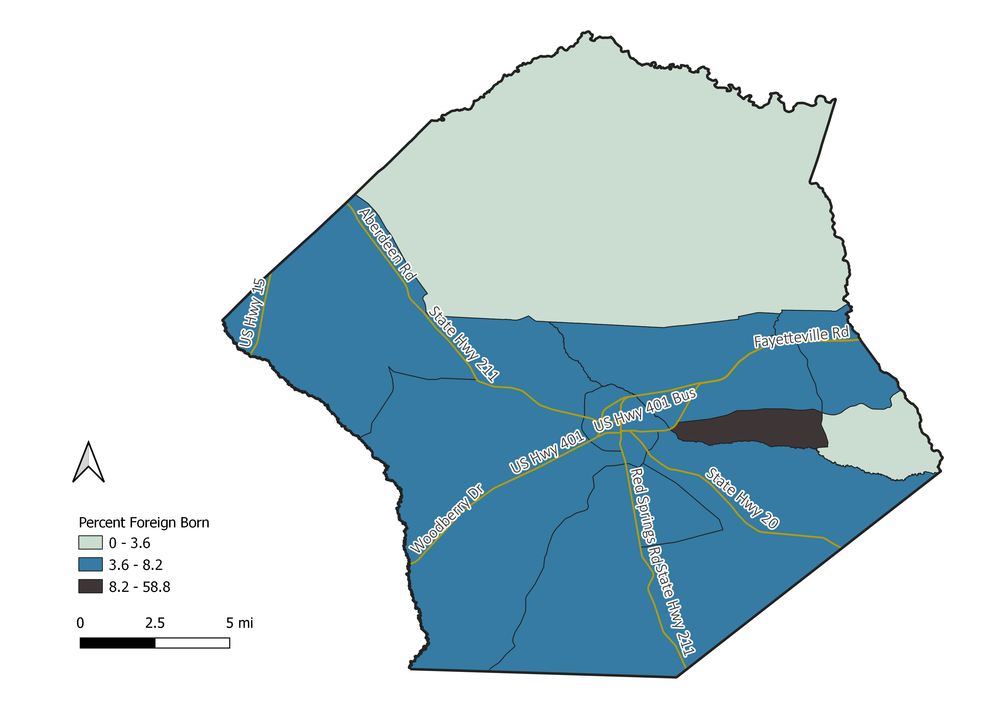 Aberdeen Rd
US Hwy 15
State Hwy 211
Fayetteville Rd
US Hwy 401 Bus
US Hwy 401
Woodberry Dr
Red Springs Rd
State Hwy 20
State Hwy 211
Percent Foreign Born
0 - 3.6
3.6 - 8.2
8.2 - 58.8
0 2.5 5 mi